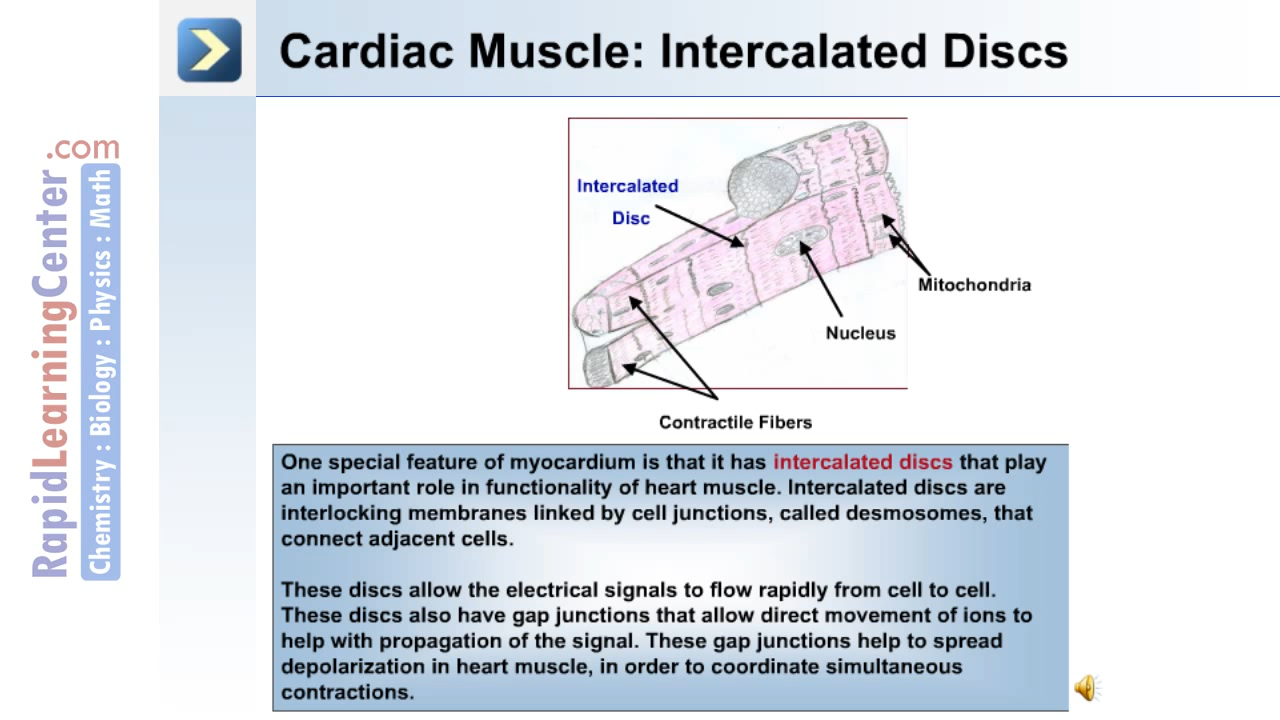 Cardiac Muscle: Intercalated Discs
RapidLearningCenter.com
Chemistry : Biology : Physics : Math
Intercalated
Disc
Mitochondria
Nucleus
Contractile Fibers
One special feature of myocardium is that it has intercalated discs that play
an important role in functionality of heart muscle. Intercalated discs are
interlocking membranes linked by cell junctions, called desmosomes, that
connect adjacent cells.
These discs allow the electrical signals to flow rapidly from cell to cell.
These discs also have gap junctions that allow direct movement of ions to
help with propagation of the signal. These gap junctions help to spread
depolarization in heart muscle, in order to coordinate simultaneous
contractions.